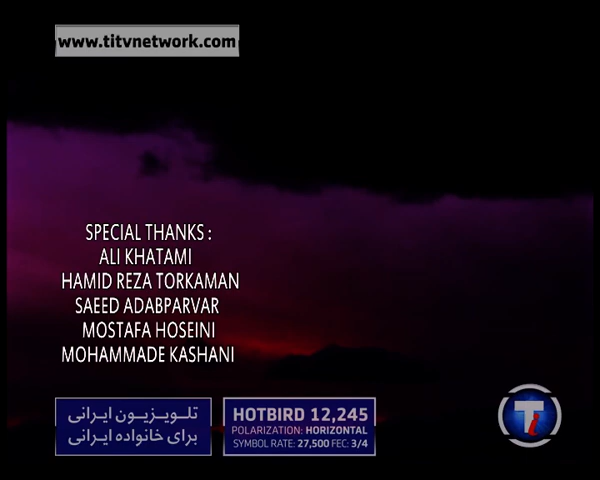 www.titvnetwork.com
SPECIAL THANKS :
ALI KHATAMI
HAMID REZA TORKAMAN
SAEED ADABPARVAR
MOSTAFA HOSEINI
MOHAMMADE KASHANI
تلویزیون ایرانی
برای خانواده ایرانی
HOTBIRD 12,245
POLARIZATION: HORIZONTAL
SYMBOL RATE: 27,500 FEC: 3/4
Ti